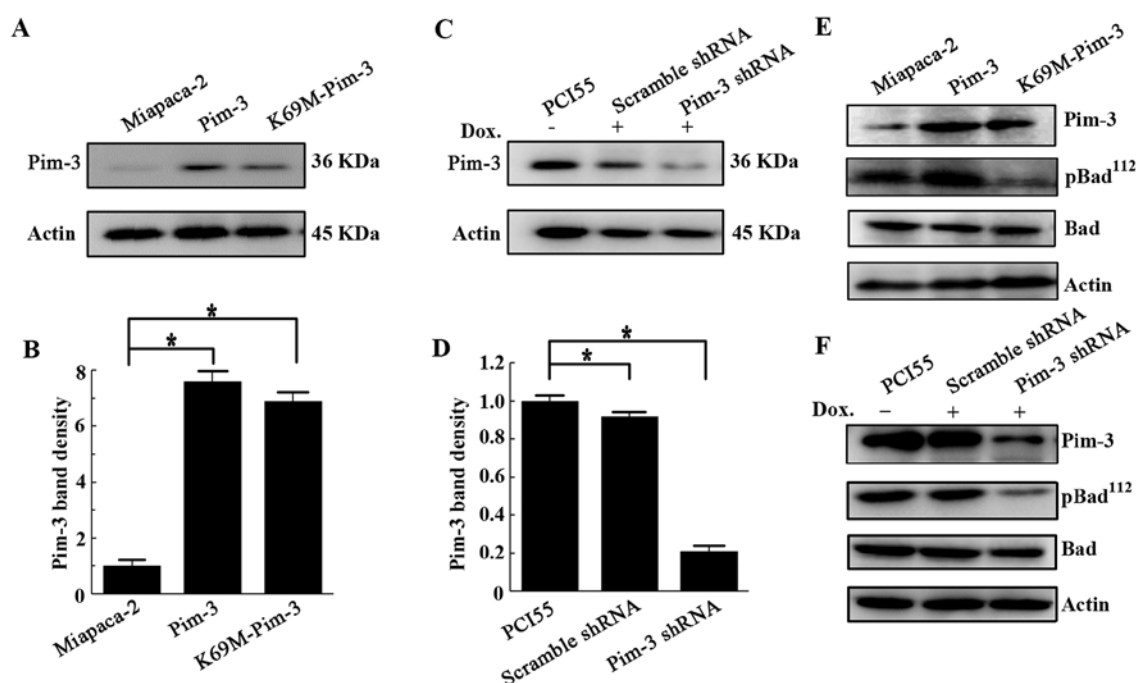 A
Miapaca-2
Pim-3
K69M-Pim-3
Pim-3
36 KDa
Actin
45 KDa
B
*
*
Pim-3 band density
8
6
4
2
0
Miapaca-2
Pim-3
K69M-Pim-3
C
PCI55
Scramble shRNA
Pim-3 shRNA
Dox. - + +
Pim-3
36 KDa
Actin
45 KDa
D
*
*
Pim-3 band density
1.2
1.0
0.8
0.6
0.4
0.2
0
PCI55
Scramble shRNA
Pim-3 shRNA
E
Miapaca-2
Pim-3
K69M-Pim-3
Pim-3
pBad¹¹²
Bad
Actin
F
PCI55
Scramble shRNA
Pim-3 shRNA
Dox. – + +
Pim-3
pBad¹¹²
Bad
Actin